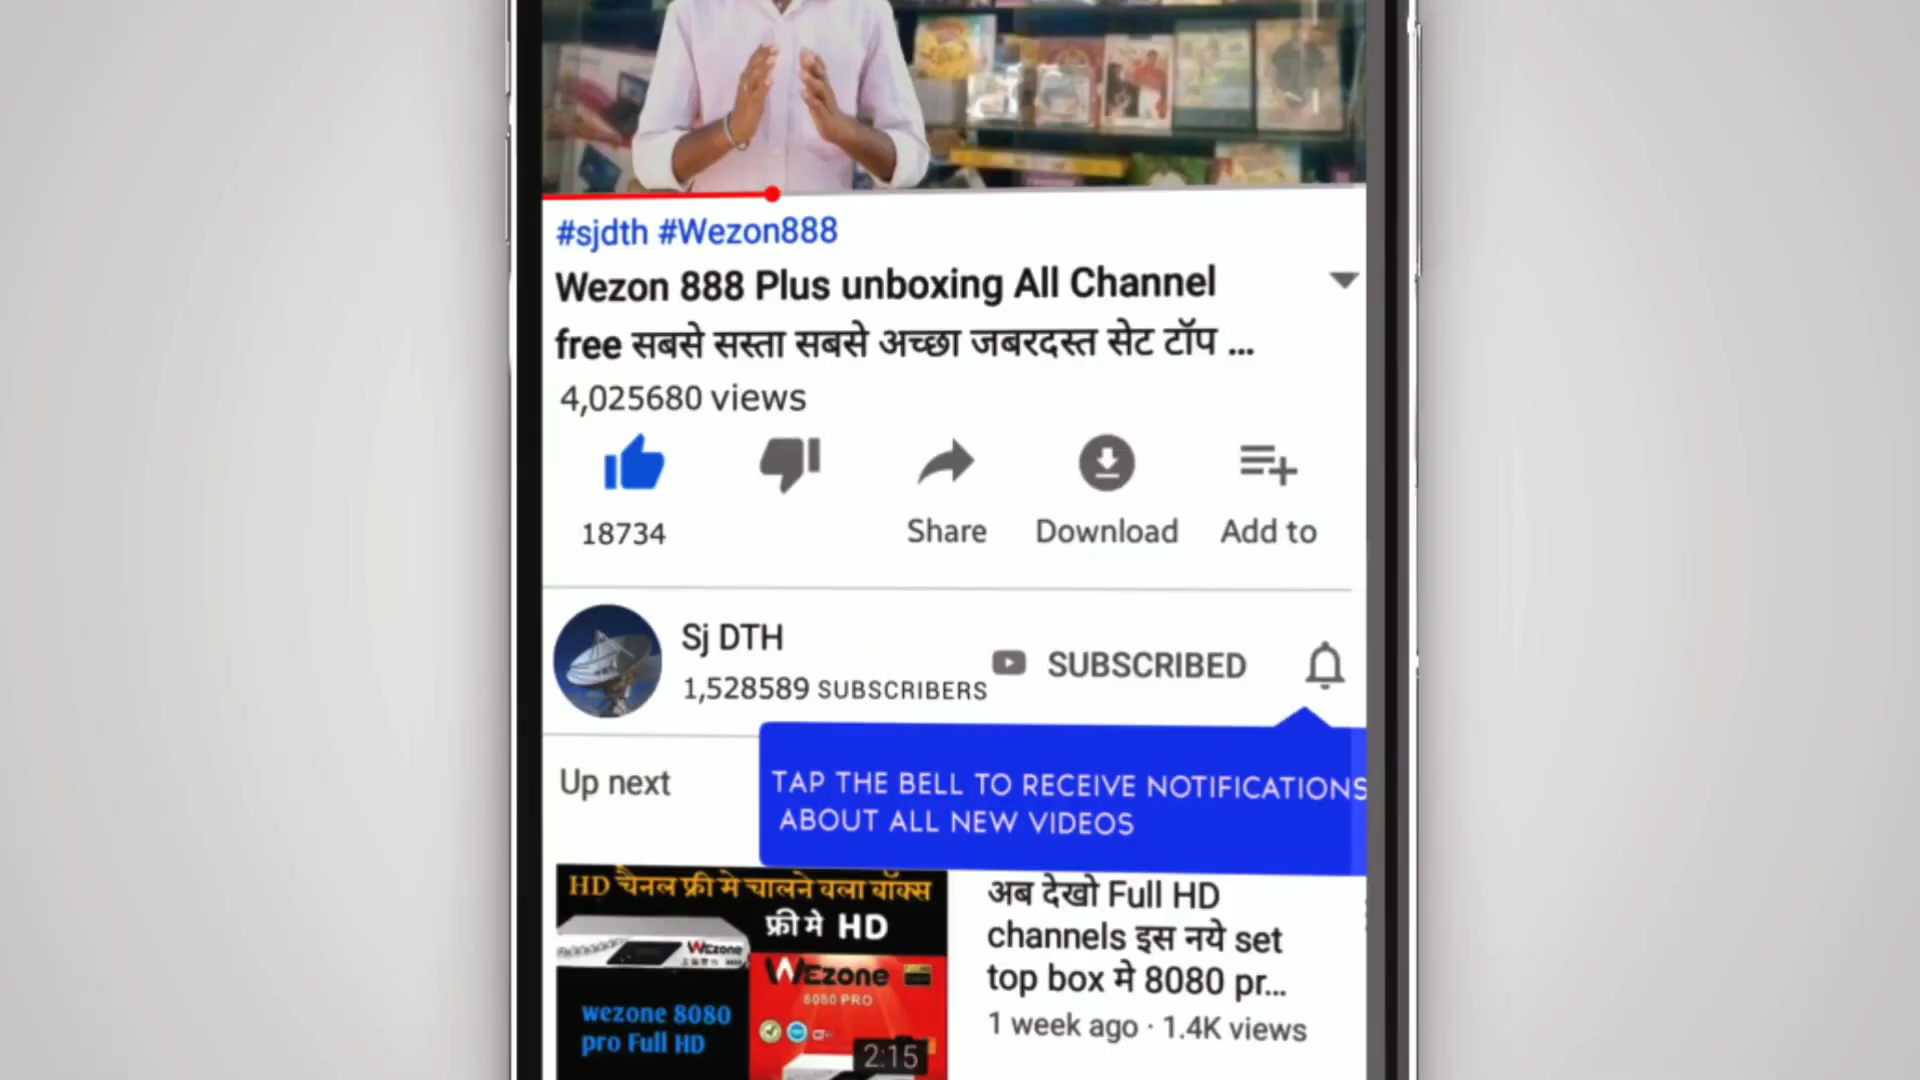 #sjdth #Wezon888
Wezon 888 Plus unboxing All Channel
free सबसे सस्ता सबसे अच्छा जबरदस्त सेट टॉप ...
4,025680 views
18734
Share
Download
Add to
Sj DTH
1,528589 SUBSCRIBERS
SUBSCRIBED
TAP THE BELL TO RECEIVE NOTIFICATIONS
ABOUT ALL NEW VIDEOS
Up next
HD चैनल फ्री मे चालने वला बॉक्स
फ्री मे HD
WEzone
WEzone
8080 PRO
wezone 8080
pro Full HD
2:15
अब देखो Full HD
channels इस नये set
top box मे 8080 pr...
1 week ago · 1.4K views